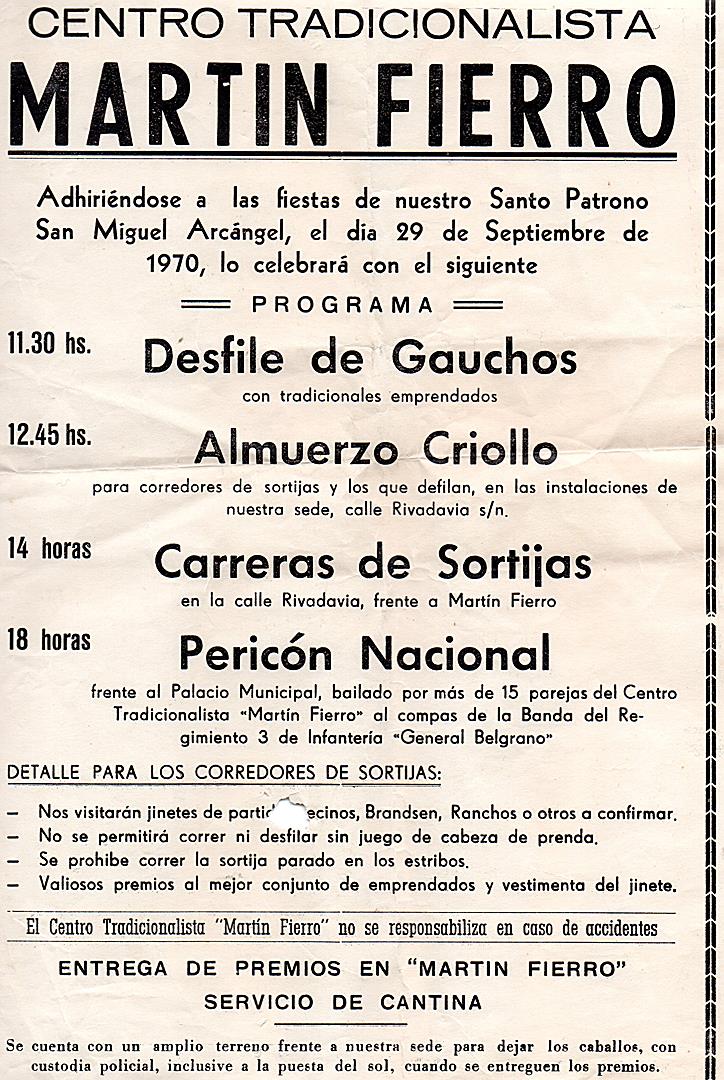 CENTRO TRADICIONALISTA
MARTIN FIERRO
Adhiriéndose a las fiestas de nuestro Santo Patrono
San Miguel Arcángel, el dia 29 de Septiembre de
1970, lo celebrará con el siguiente
PROGRAMA
11.30 hs. Desfile de Gauchos
con tradicionales emprendados
12.45 hs. Almuerzo Criollo
para corredores de sortijas y los que defilan, en las instalaciones de
nuestra sede, calle Rivadavia s/n.
14 horas Carreras de Sortijas
en la calle Rivadavia, frente a Martín Fierro
18 horas Pericón Nacional
frente al Palacio Municipal, bailado por más de 15 parejas del Centro
Tradicionalista "Martín Fierro" al compas de la Banda del Re-
gimiento 3 de Infantería "General Belgrano"
DETALLE PARA LOS CORREDORES DE SORTIJAS:
— Nos visitarán jinetes de Brandsen, Ranchos o otros a confirmar.
— No se permitirá correr ni desfilar sin juego de cabeza de prenda.
— Se prohibe correr la sortija parado en los estribos.
— Valiosos premios al mejor conjunto de emprendados y vestimenta del jinete.
El Centro Tradicionalista "Martín Fierro" no se responsabiliza en caso de accidentes
ENTREGA DE PREMIOS EN "MARTIN FIERRO"
SERVICIO DE CANTINA
Se cuenta con un amplio terreno frente a nuestra sede para dejar los caballos, con
custodia policial, inclusive a la puesta del sol, cuando se entreguen los premios.